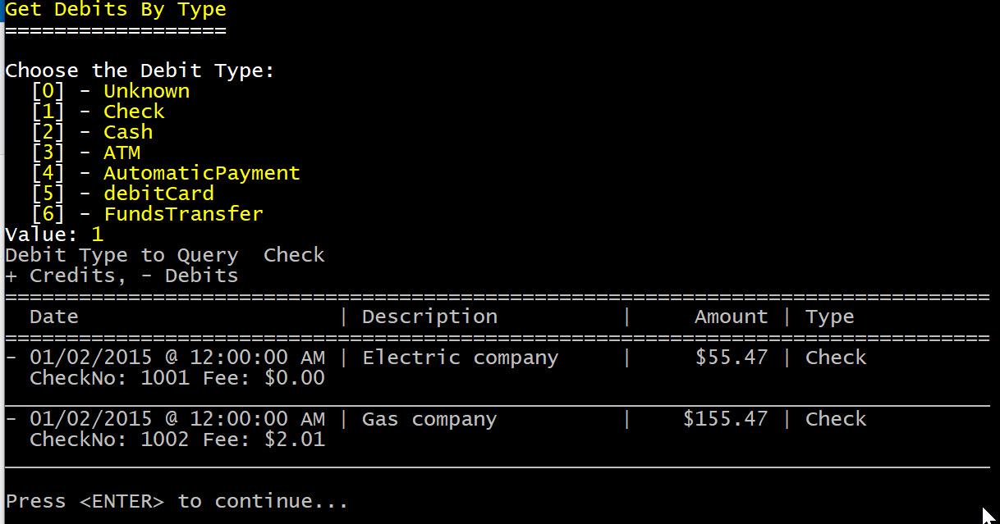 Get Debits By Type
==================
Choose the Debit Type:
[0] - Unknown
[1] - Check
[2] - Cash
[3] - ATM
[4] - AutomaticPayment
[5] - debitCard
[6] - FundsTransfer
Value: 1
Debit Type to Query  Check
+ Credits, - Debits
================================================================================
  Date                     | Description          |     Amount | Type
================================================================================
- 01/02/2015 @ 12:00:00 AM | Electric company     |     $55.47 | Check
  CheckNo: 1001 Fee: $0.00
________________________________________________________________________________
- 01/02/2015 @ 12:00:00 AM | Gas company          |    $155.47 | Check
  CheckNo: 1002 Fee: $2.01
________________________________________________________________________________
Press <ENTER> to continue...